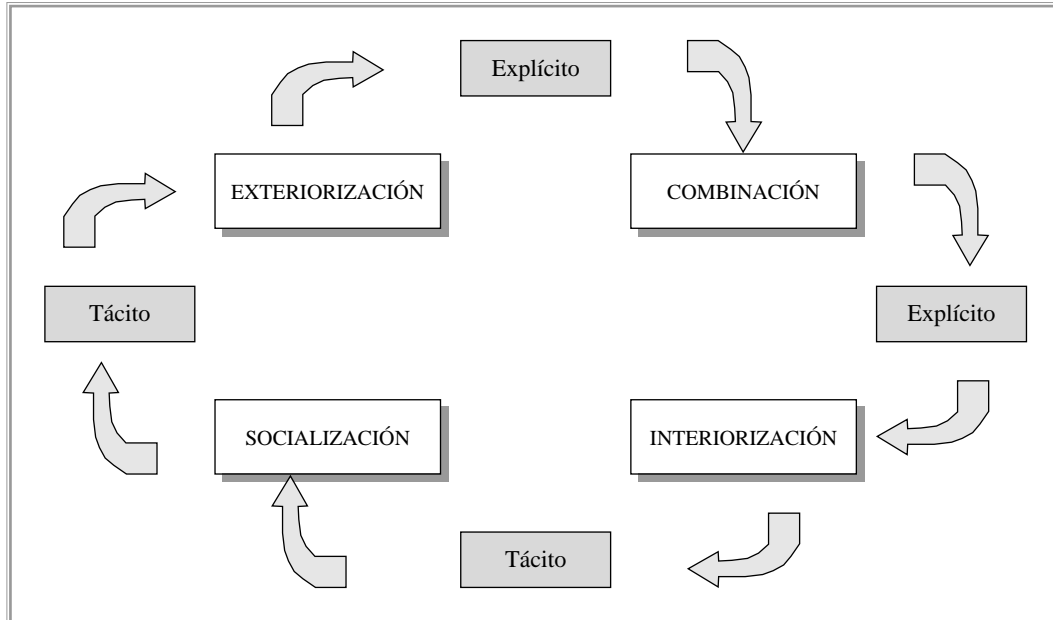 Explícito
EXTERIORIZACIÓN
COMBINACIÓN
Tácito
Explícito
SOCIALIZACIÓN
INTERIORIZACIÓN
Tácito